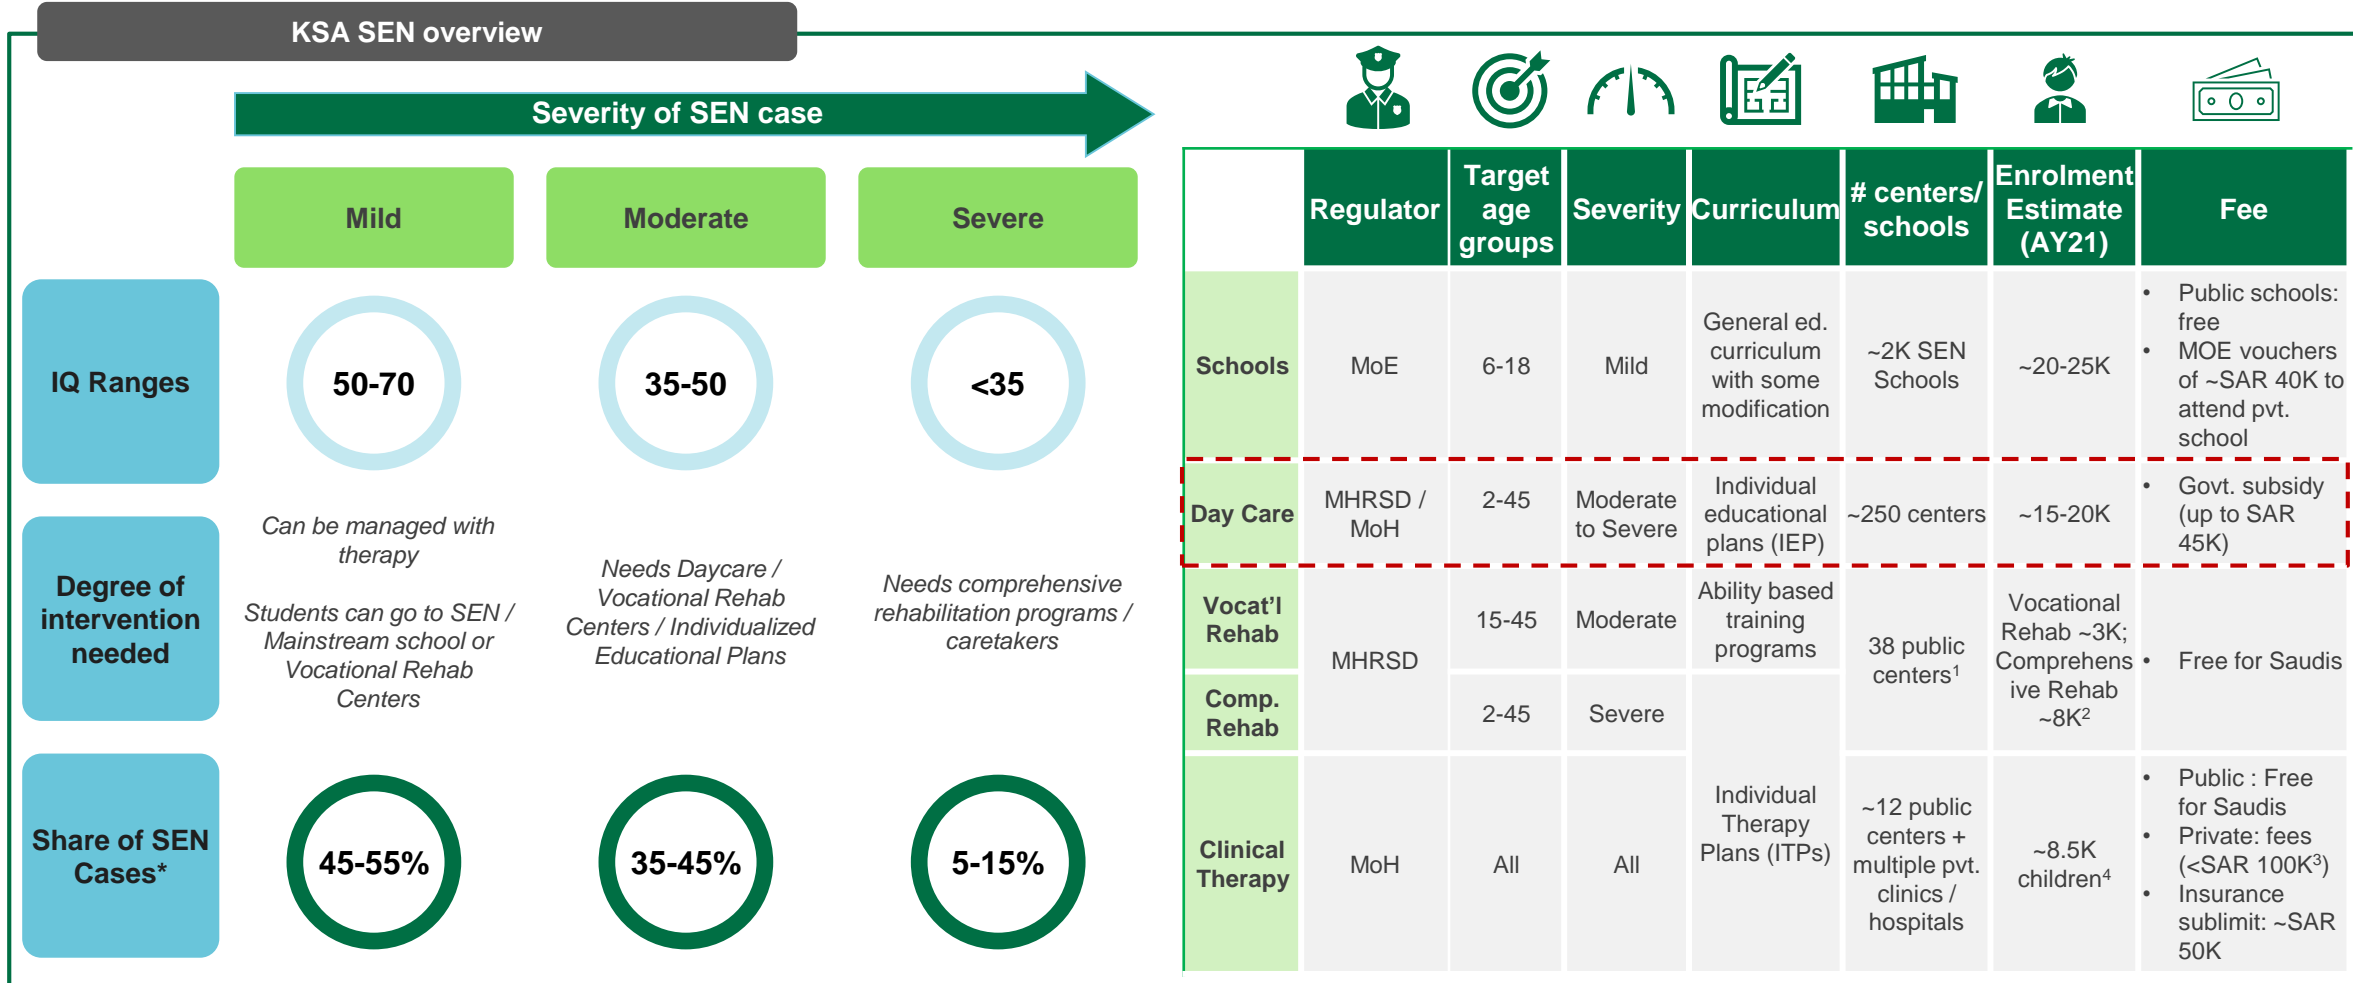 KSA SEN overview
Severity of SEN case
Mild
Moderate
Severe
IQ Ranges
50-70
35-50
<35
Degree of
intervention
needed
Can be managed with
therapy
Students can go to SEN /
Mainstream school or
Vocational Rehab
Centers
Needs Daycare /
Vocational Rehab
Centers / Individualized
Educational Plans
Needs comprehensive
rehabilitation programs /
caretakers
Share of SEN
Cases*
45-55%
35-45%
5-15%
Regulator
Target
age
groups
Severity
Curriculum
# centers/
schools
Enrolment
Estimate
(AY21)
Fee
Schools
MoE
6-18
Mild
General ed.
curriculum
with some
modification
~2K SEN
Schools
~20-25K
• Public schools:
free
• MOE vouchers
of ~SAR 40K to
attend pvt.
school
Day Care
MHRSD /
MoH
2-45
Moderate
to Severe
Individual
educational
plans (IEP)
~250 centers
~15-20K
• Govt. subsidy
(up to SAR
45K)
Vocat'l
Rehab
MHRSD
15-45
Moderate
Ability based
training
programs
38 public
centers1
Vocational
Rehab ~3K;
Comprehens
ive Rehab
~8K2
• Free for Saudis
Comp.
Rehab
2-45
Severe
Individual
Therapy
Plans (ITPs)
Clinical
Therapy
MoH
All
All
~12 public
centers +
multiple pvt.
clinics /
hospitals
~8.5K
children4
• Public : Free
for Saudis
• Private: fees
(<SAR 100K3)
• Insurance
sublimit: ~SAR
50K